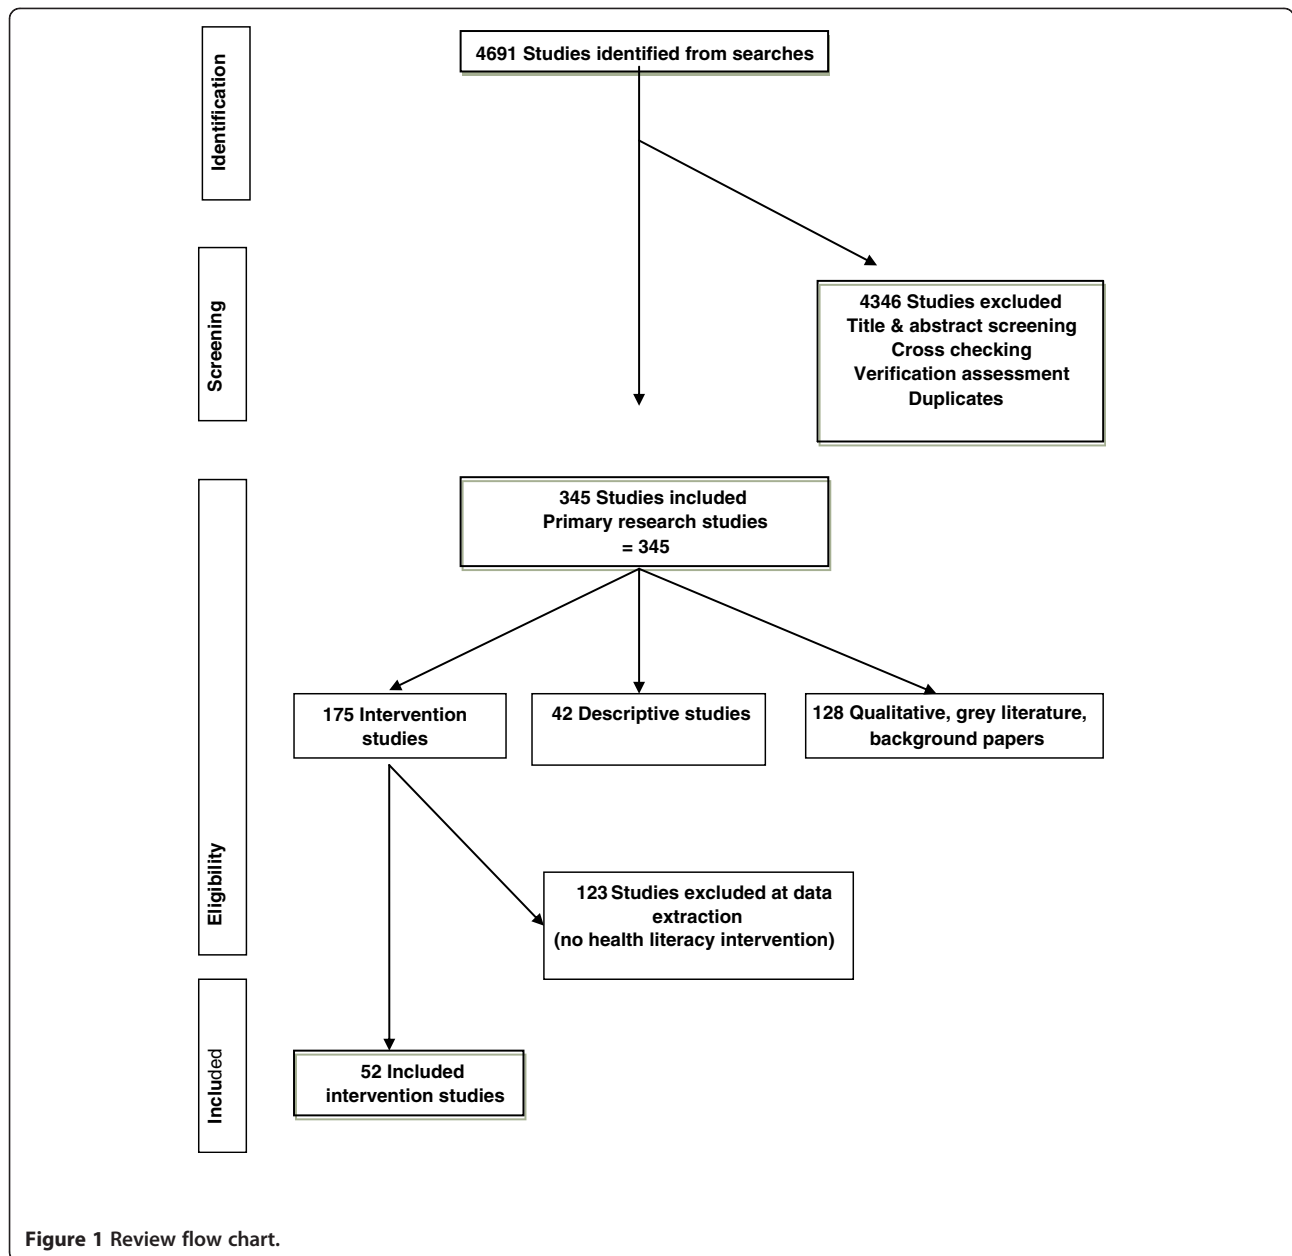 Identification
4691 Studies identified from searches
Screening
4346 Studies excluded
Title & abstract screening
Cross checking
Verification assessment
Duplicates
Eligibility
345 Studies included
Primary research studies
= 345
175 Intervention
studies
42 Descriptive studies
128 Qualitative, grey literature,
background papers
123 Studies excluded at data
extraction
(no health literacy intervention)
Included
52 Included
intervention studies
Figure 1 Review flow chart.